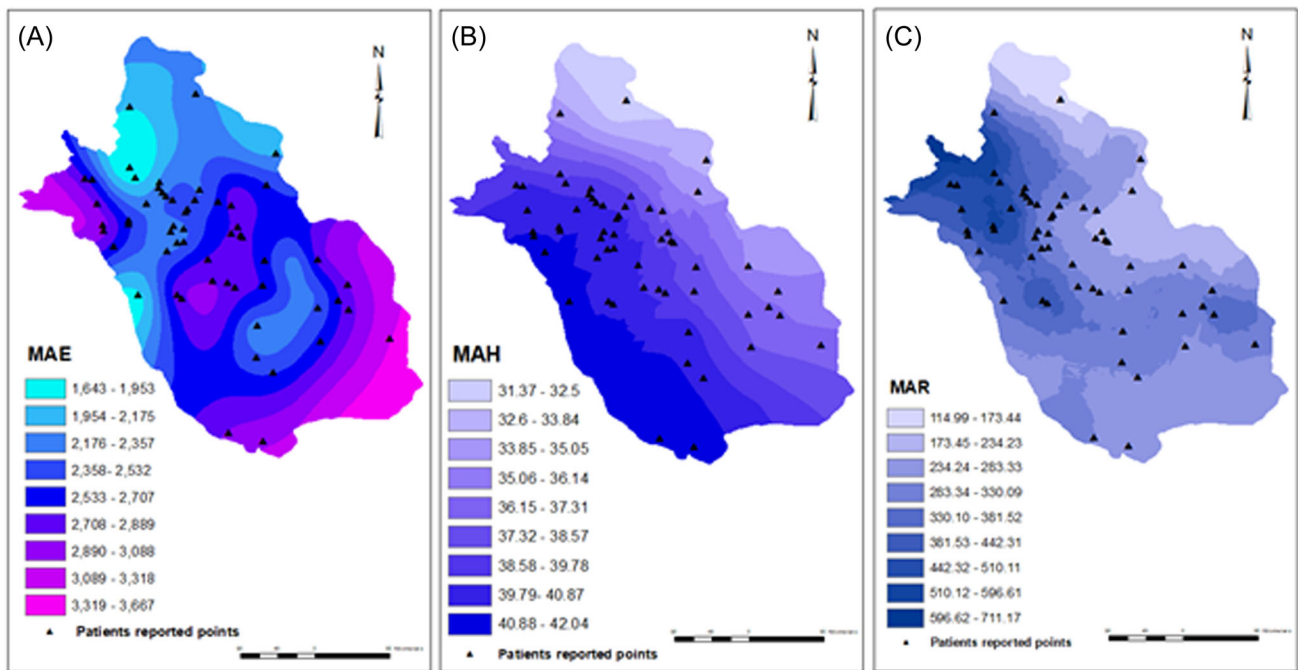 (A)
N
MAE
1,643 - 1,953
1,954 - 2,175
2,176 - 2,357
2,358- 2,532
2,533 - 2,707
2,708 - 2,889
2,890 - 3,088
3,089 - 3,318
3,319 - 3,667
Patients reported points
(B)
N
MAH
31.37 - 32.5
32.6 - 33.84
33.85 - 35.05
35.06 - 36.14
36.15 - 37.31
37.32 - 38.57
38.58 - 39.78
39.79- 40.87
40.88 - 42.04
Patients reported points
(C)
N
MAR
114.99 - 173.44
173.45 - 234.23
234.24 - 283.33
283.34 - 330.09
330.10 - 381.52
381.53 - 442.31
442.32 - 510.11
510.12 - 596.61
596.62 - 711.17
Patients reported points